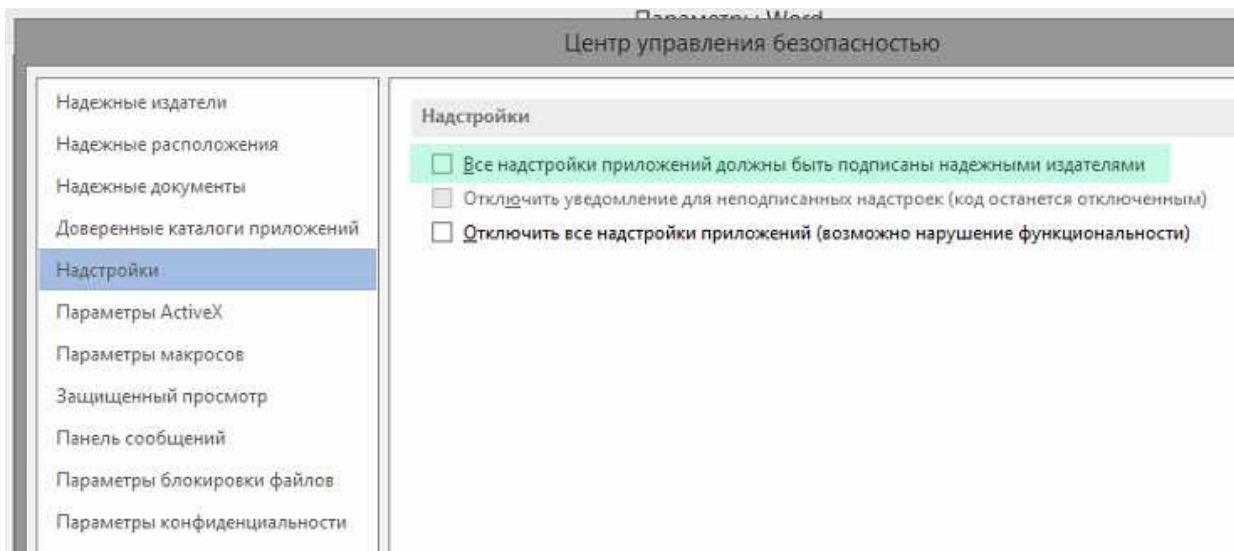 Параметры Word
Центр управления безопасностью
Надежные издатели
Надежные расположения
Надежные документы
Доверенные каталоги приложений
Надстройки
Параметры ActiveX
Параметры макросов
Защищенный просмотр
Панель сообщений
Параметры блокировки файлов
Параметры конфиденциальности
Надстройки
Все надстройки приложений должны быть подписаны надежными издателями
Отключить уведомление для неподписанных надстроек (код останется отключенным)
Отключить все надстройки приложений (возможно нарушение функциональности)